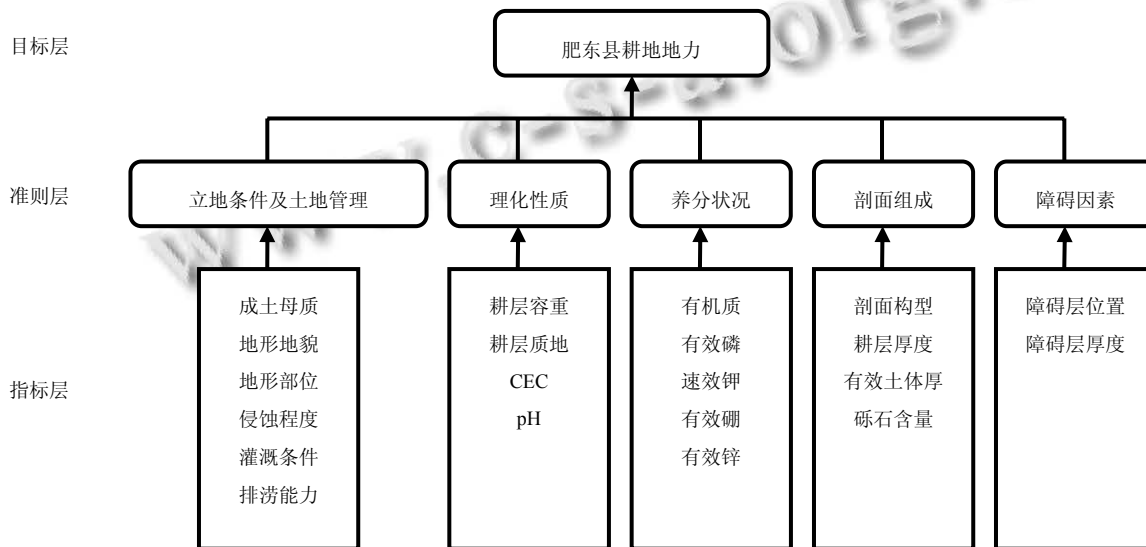 目标层
肥东县耕地地力
准则层
立地条件及土地管理
理化性质
养分状况
剖面组成
障碍因素
指标层
成土母质
地形地貌
地形部位
侵蚀程度
灌溉条件
排涝能力
耕层容重
耕层质地
CEC
pH
有机质
有效磷
速效钾
有效硼
有效锌
剖面构型
耕层厚度
有效土体厚
砾石含量
障碍层位置
障碍层厚度
www.c-s-a.org.